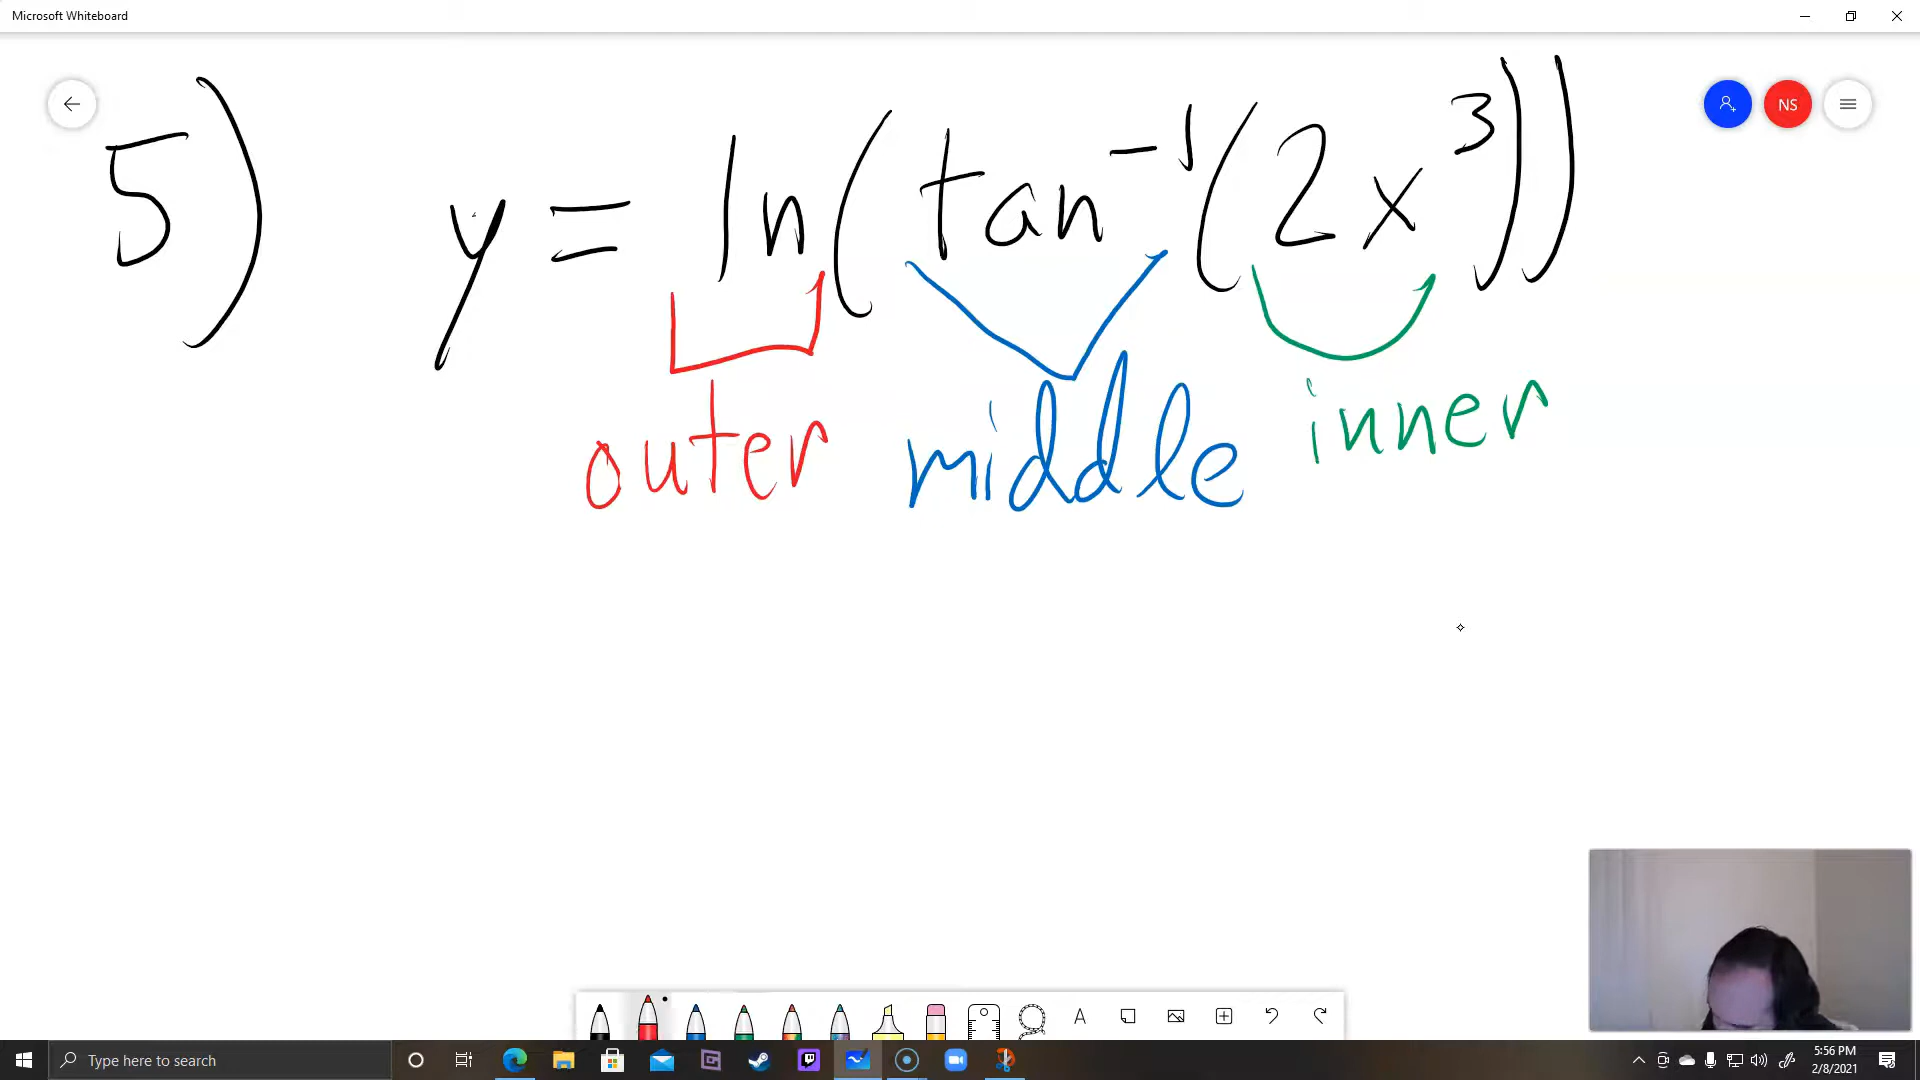 Microsoft Whiteboard
NS
5) y = ln(tan⁻¹(2x³))
outer middle inner
A
Type here to search
5:56 PM
2/8/2021